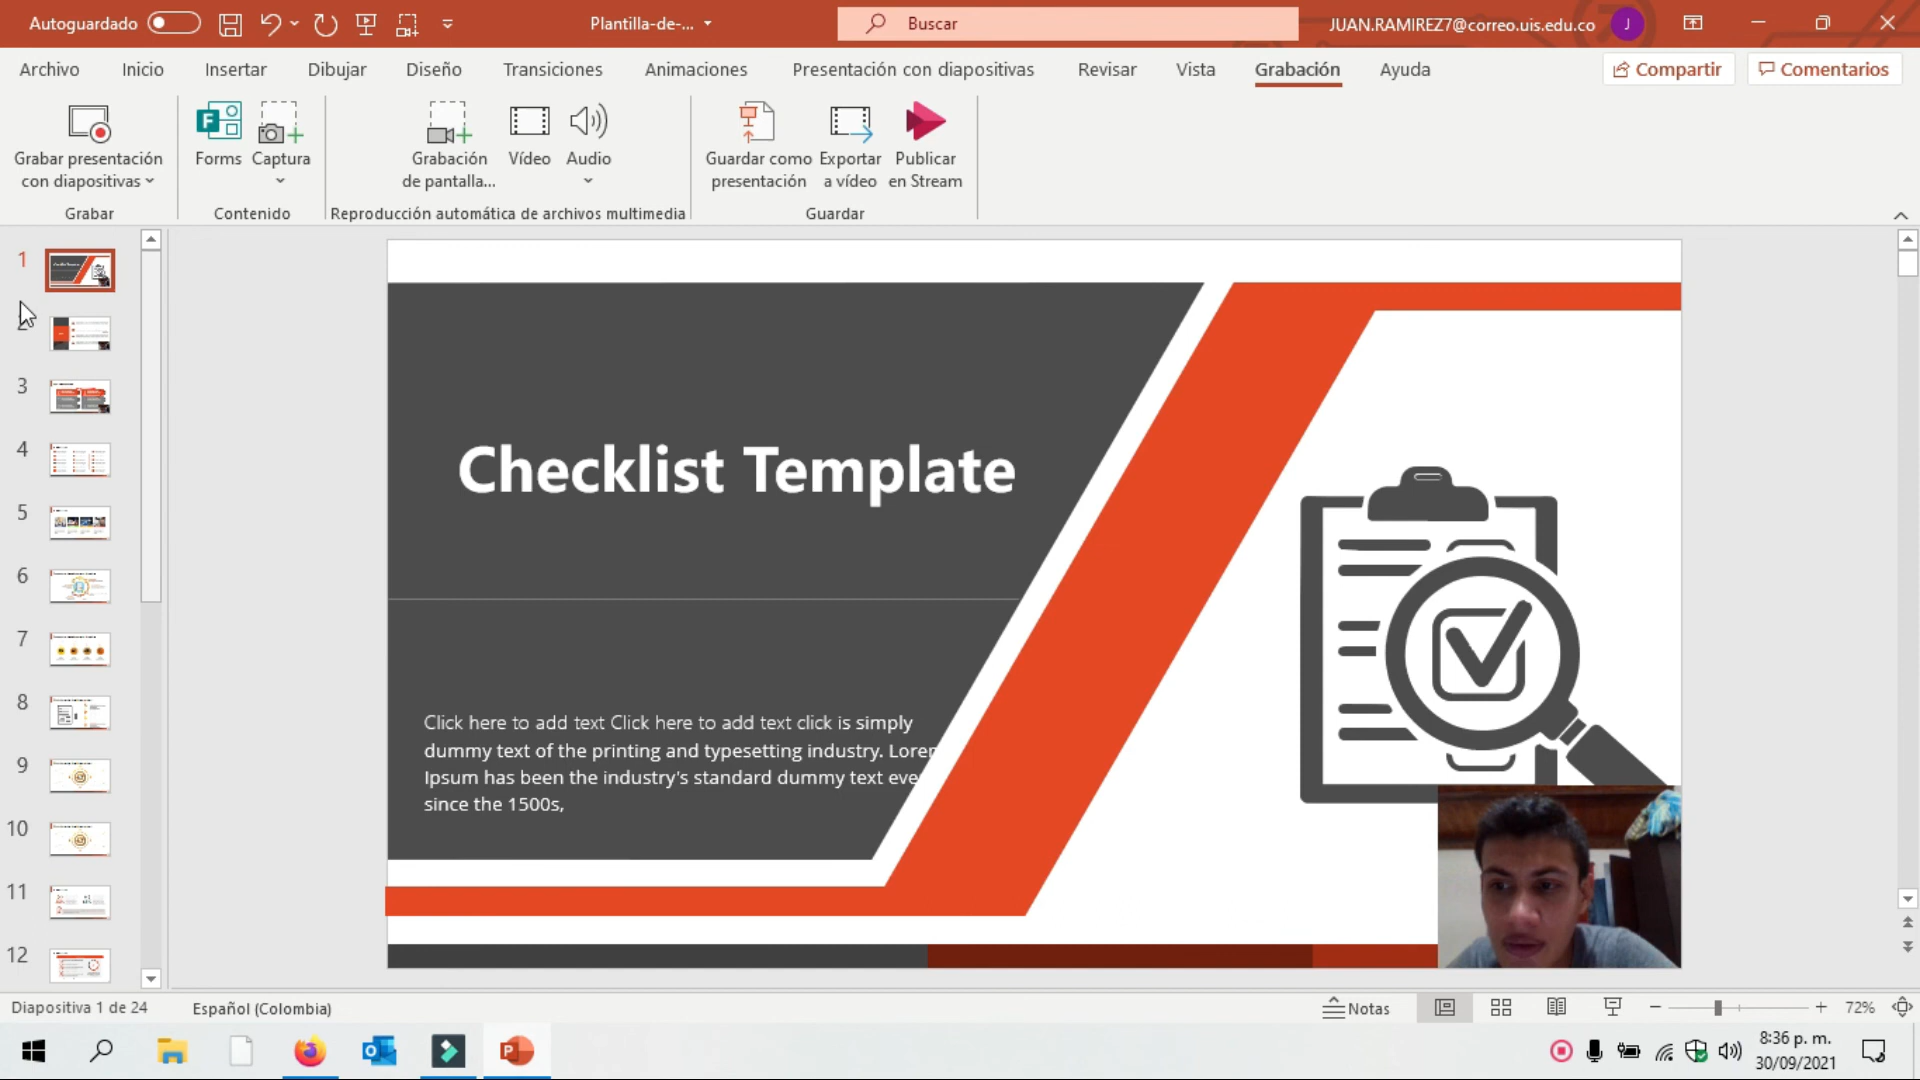 Autoguardado
Plantilla-de-...
Buscar
JUAN.RAMIREZ7@correo.uis.edu.co
J
Archivo
Inicio
Insertar
Dibujar
Diseño
Transiciones
Animaciones
Presentación con diapositivas
Revisar
Vista
Grabación
Ayuda
Compartir
Comentarios
Grabar presentación
con diapositivas
Forms
Captura
Grabación
de pantalla...
Vídeo
Audio
Guardar como
presentación
Exportar
a vídeo
Publicar
en Stream
Grabar
Contenido
Reproducción automática de archivos multimedia
Guardar
1
2
3
4
5
6
7
8
9
10
11
12
Checklist Template
Click here to add text Click here to add text click is simply
dummy text of the printing and typesetting industry. Lorem
Ipsum has been the industry's standard dummy text ever
since the 1500s,
Diapositiva 1 de 24
Español (Colombia)
Notas
72%
8:36 p. m.
30/09/2021